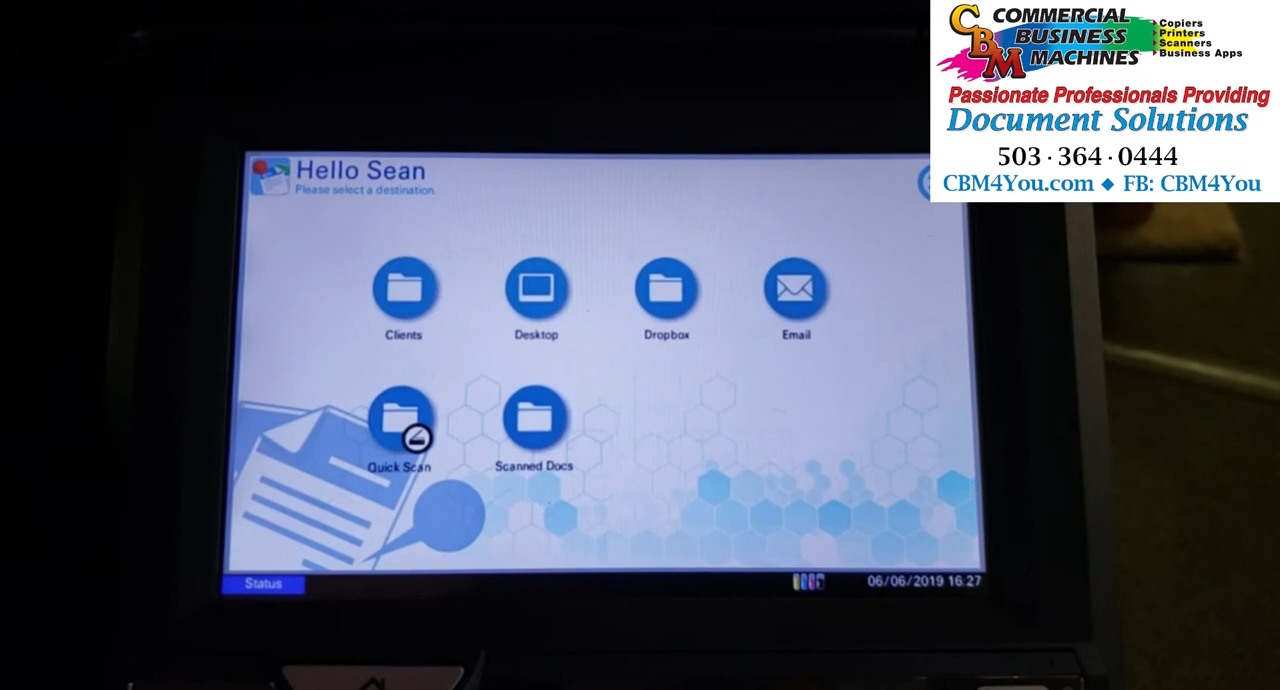 COMMERCIAL
BUSINESS
MACHINES
CBM
Copiers
Printers
Scanners
Business Apps
Passionate Professionals Providing
Document Solutions
503·364·0444
CBM4You.com ◆ FB: CBM4You
Hello Sean
Please select a destination.
Clients
Desktop
Dropbox
Email
Quick Scan
Scanned Docs
Status
06/06/2019 16:27